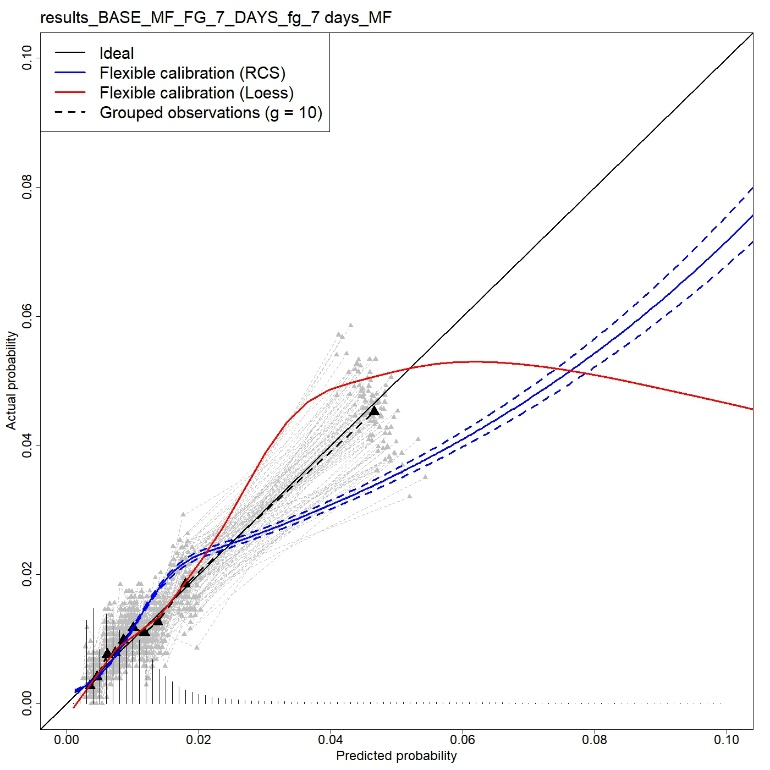 results_BASE_MF_FG_7_DAYS_fg_7 days_MF
Ideal
Flexible calibration (RCS)
Flexible calibration (Loess)
Grouped observations (g = 10)
Actual probability
0.10
0.08
0.06
0.04
0.02
0.00
0.00 0.02 0.04 0.06 0.08 0.10
Predicted probability